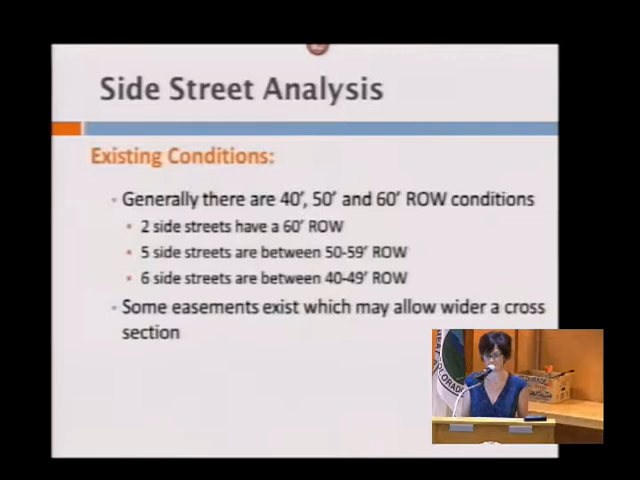 Side Street Analysis
Existing Conditions:
Generally there are 40', 50' and 60' ROW conditions
2 side streets have a 60' ROW
5 side streets are between 50-59' ROW
6 side streets are between 40-49' ROW
Some easements exist which may allow wider a cross
section